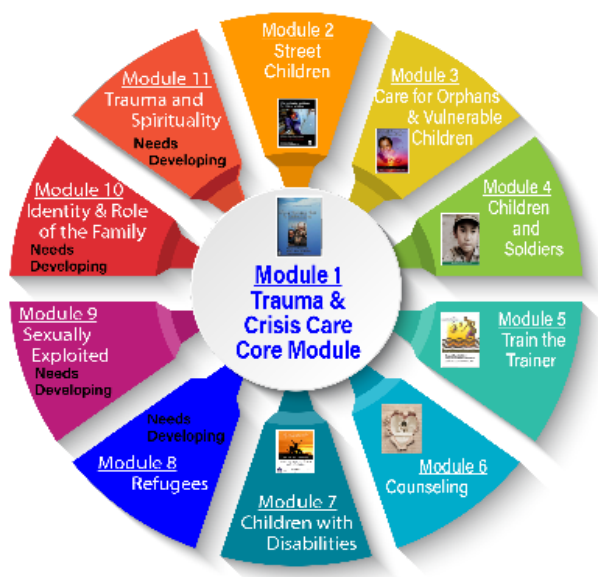 Module 1
Trauma &
Crisis Care
Core Module
Module 2
Street
Children
Module 3
Care for Orphans
& Vulnerable
Children
Module 4
Children
and
Soldiers
Module 5
Train the
Trainer
Module 6
Counseling
Module 7
Children with
Disabilities
Needs
Developing
Module 8
Refugees
Module 9
Sexually
Exploited
Needs
Developing
Module 10
Identity & Role
of the Family
Needs
Developing
Module 11
Trauma and
Spirituality
Needs
Developing